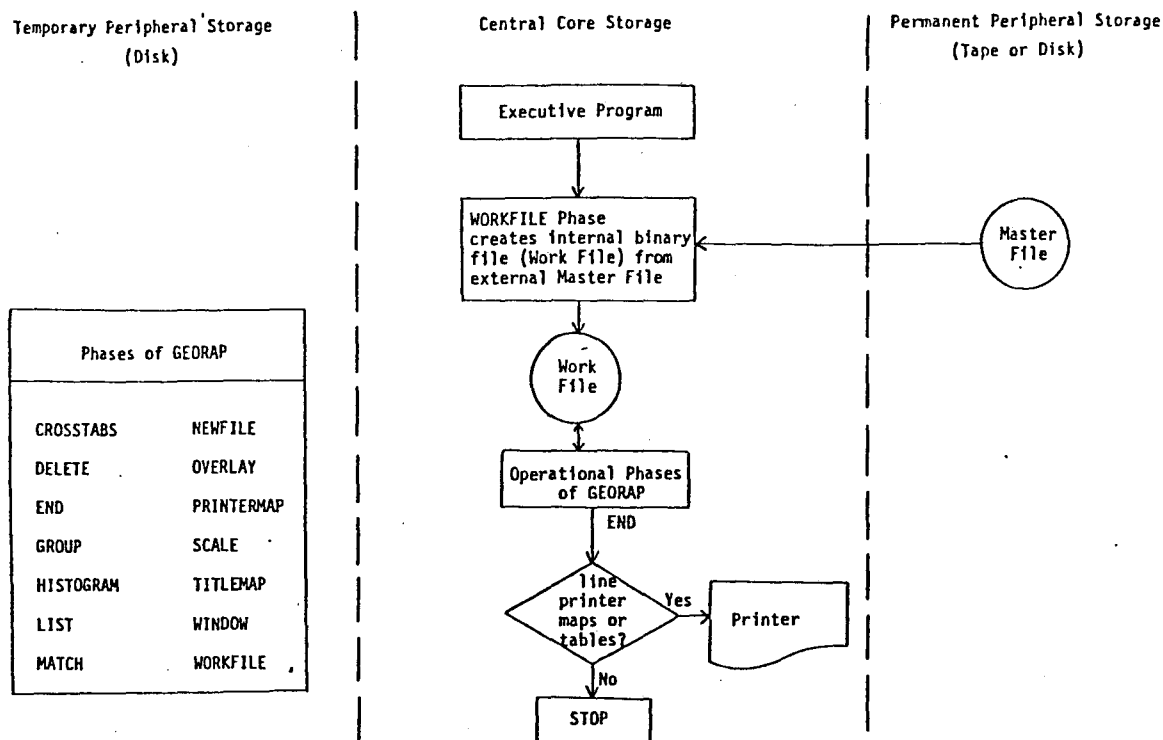 Temporary Peripheral Storage
(Disk)
Central Core Storage
Permanent Peripheral Storage
(Tape or Disk)
Executive Program
WORKFILE Phase
creates internal binary
file (Work File) from
external Master File
Master
File
Work
File
Operational Phases
of GEORAP
END
line
printer
maps or
tables?
Yes
Printer
No
STOP
Phases of GEORAP
CROSSTABS
DELETE
END
GROUP
HISTOGRAM
LIST
MATCH
NEWFILE
OVERLAY
PRINTERMAP
SCALE
TITLEMAP
WINDOW
WORKFILE